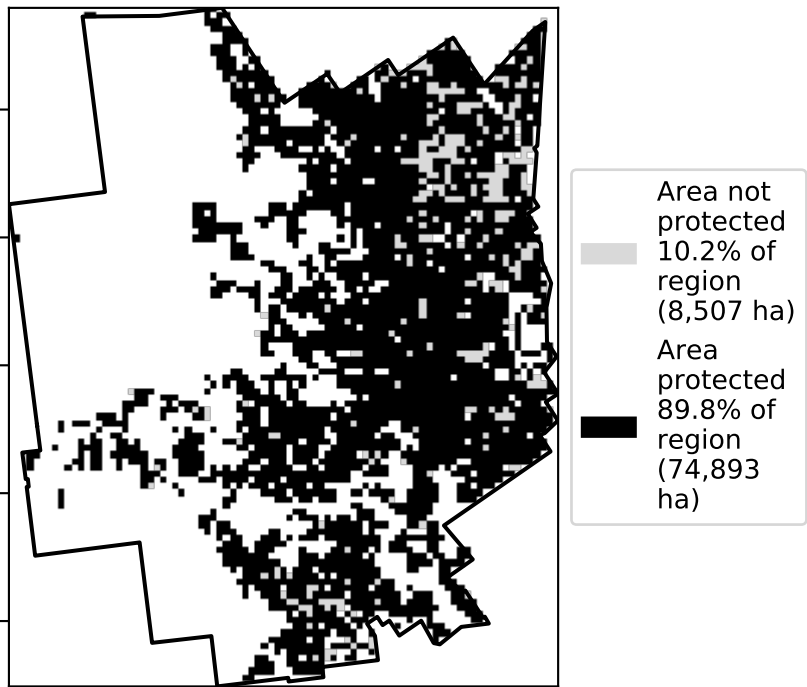 Area not
protected
10.2% of
region
(8,507 ha)
Area
protected
89.8% of
region
(74,893
ha)